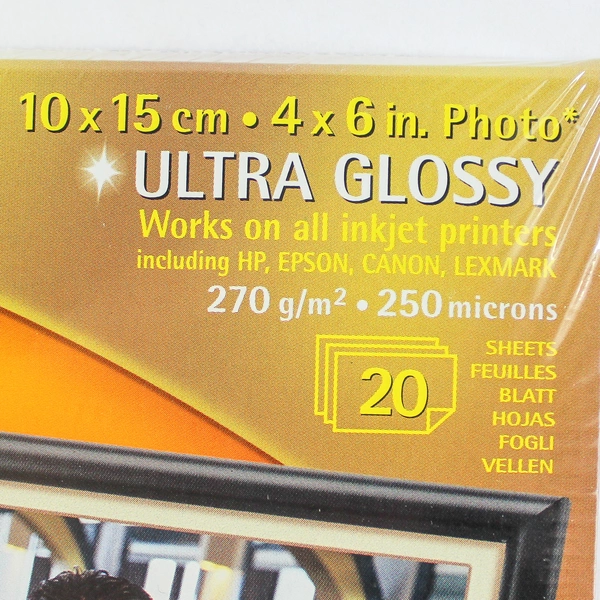 10 x 15 cm • 4 x 6 in. Photo*
ULTRA GLOSSY
Works on all inkjet printers
including HP, EPSON, CANON, LEXMARK
270 g/m² • 250 microns
20
SHEETS
FEUILLES
BLATT
HOJAS
FOGLI
VELLEN